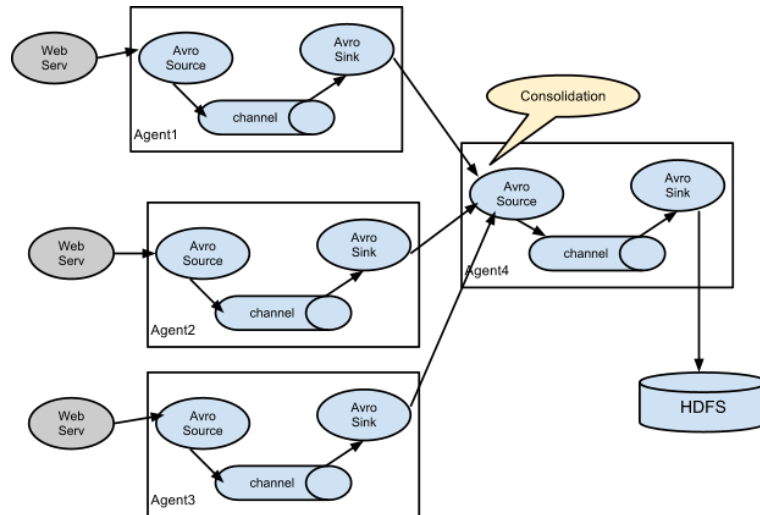 Web
Serv
Avro
Source
Avro
Sink
channel
Agent1
Consolidation
Web
Serv
Avro
Source
Avro
Sink
channel
Agent2
Avro
Source
Avro
Sink
channel
Agent4
Web
Serv
Avro
Source
Avro
Sink
channel
Agent3
HDFS